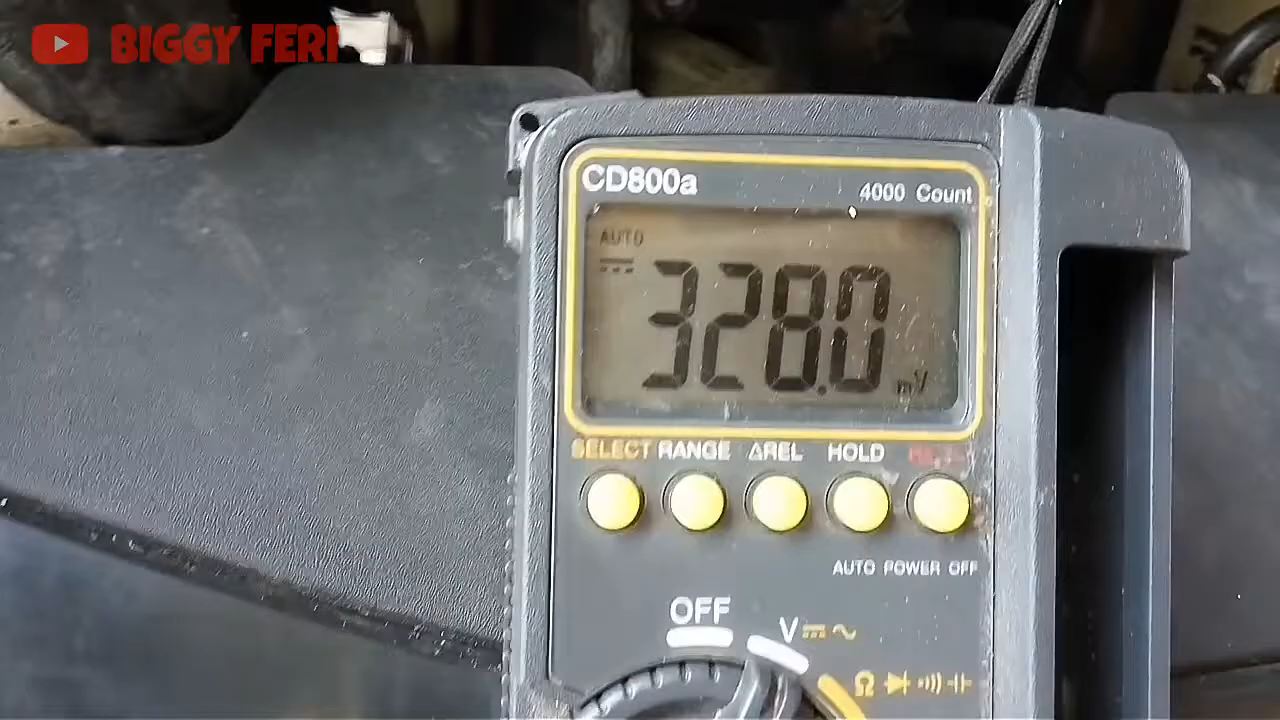 BIGGY FERI
CD800a
4000 Count
AUTO
328.0 mV
SELECT RANGE ΔREL HOLD
AUTO POWER OFF
OFF
V
Ω